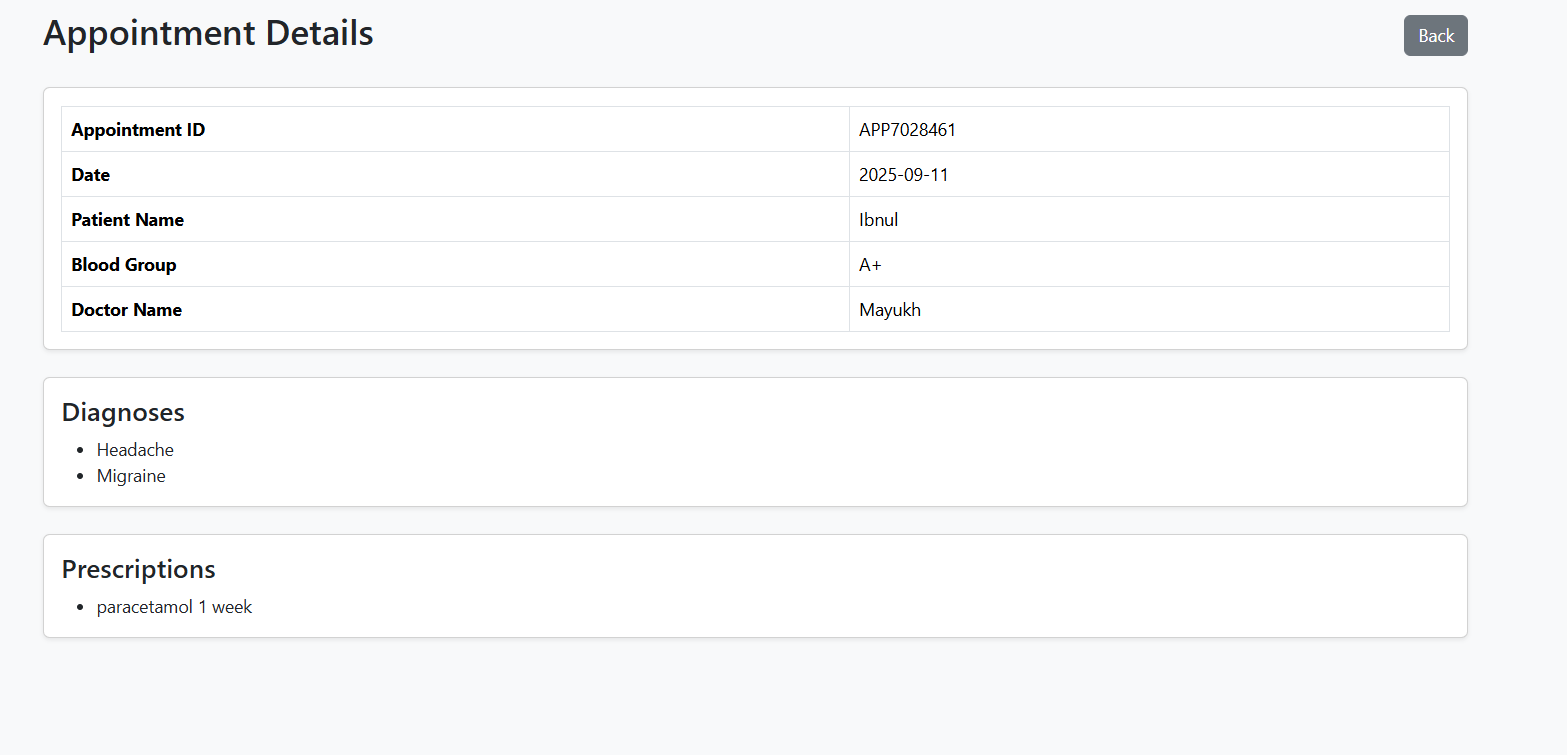 Appointment Details
Back
Appointment ID APP7028461
Date 2025-09-11
Patient Name Ibnul
Blood Group A+
Doctor Name Mayukh
Diagnoses
• Headache
• Migraine
Prescriptions
• paracetamol 1 week